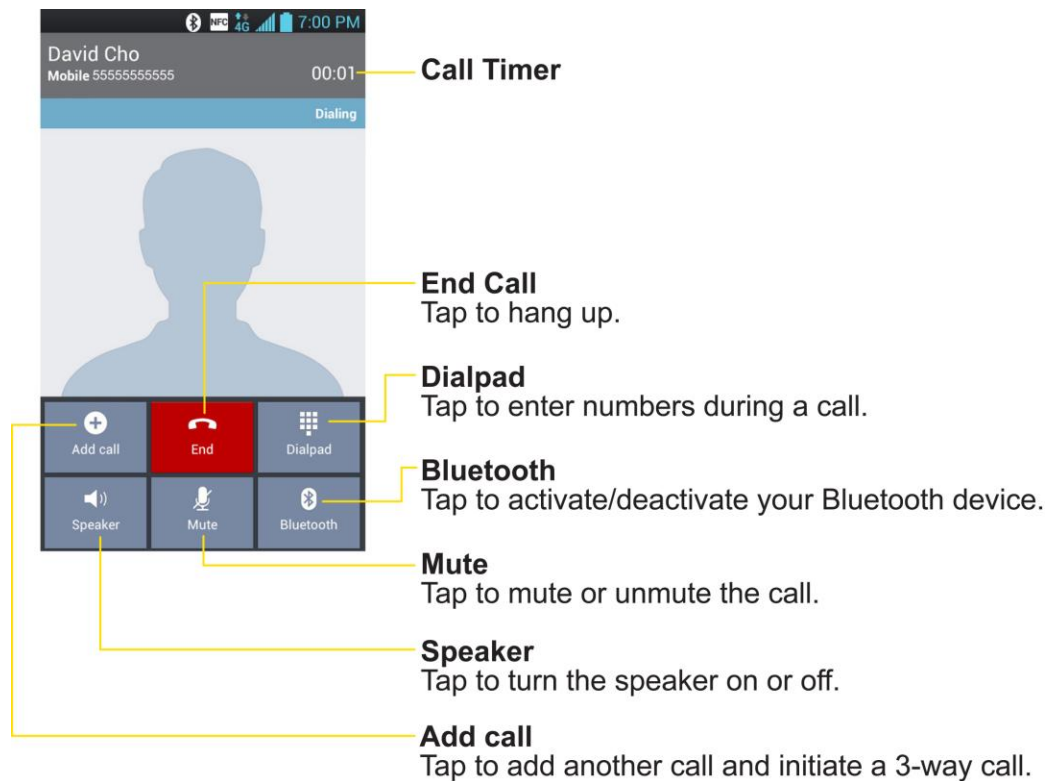 NFC 4G 7:00 PM
David Cho
Mobile 55555555555 00:01
Call Timer
Dialing
End Call
Tap to hang up.
Dialpad
Tap to enter numbers during a call.
Add call End Dialpad
Bluetooth
Tap to activate/deactivate your Bluetooth device.
Speaker Mute Bluetooth
Mute
Tap to mute or unmute the call.
Speaker
Tap to turn the speaker on or off.
Add call
Tap to add another call and initiate a 3-way call.